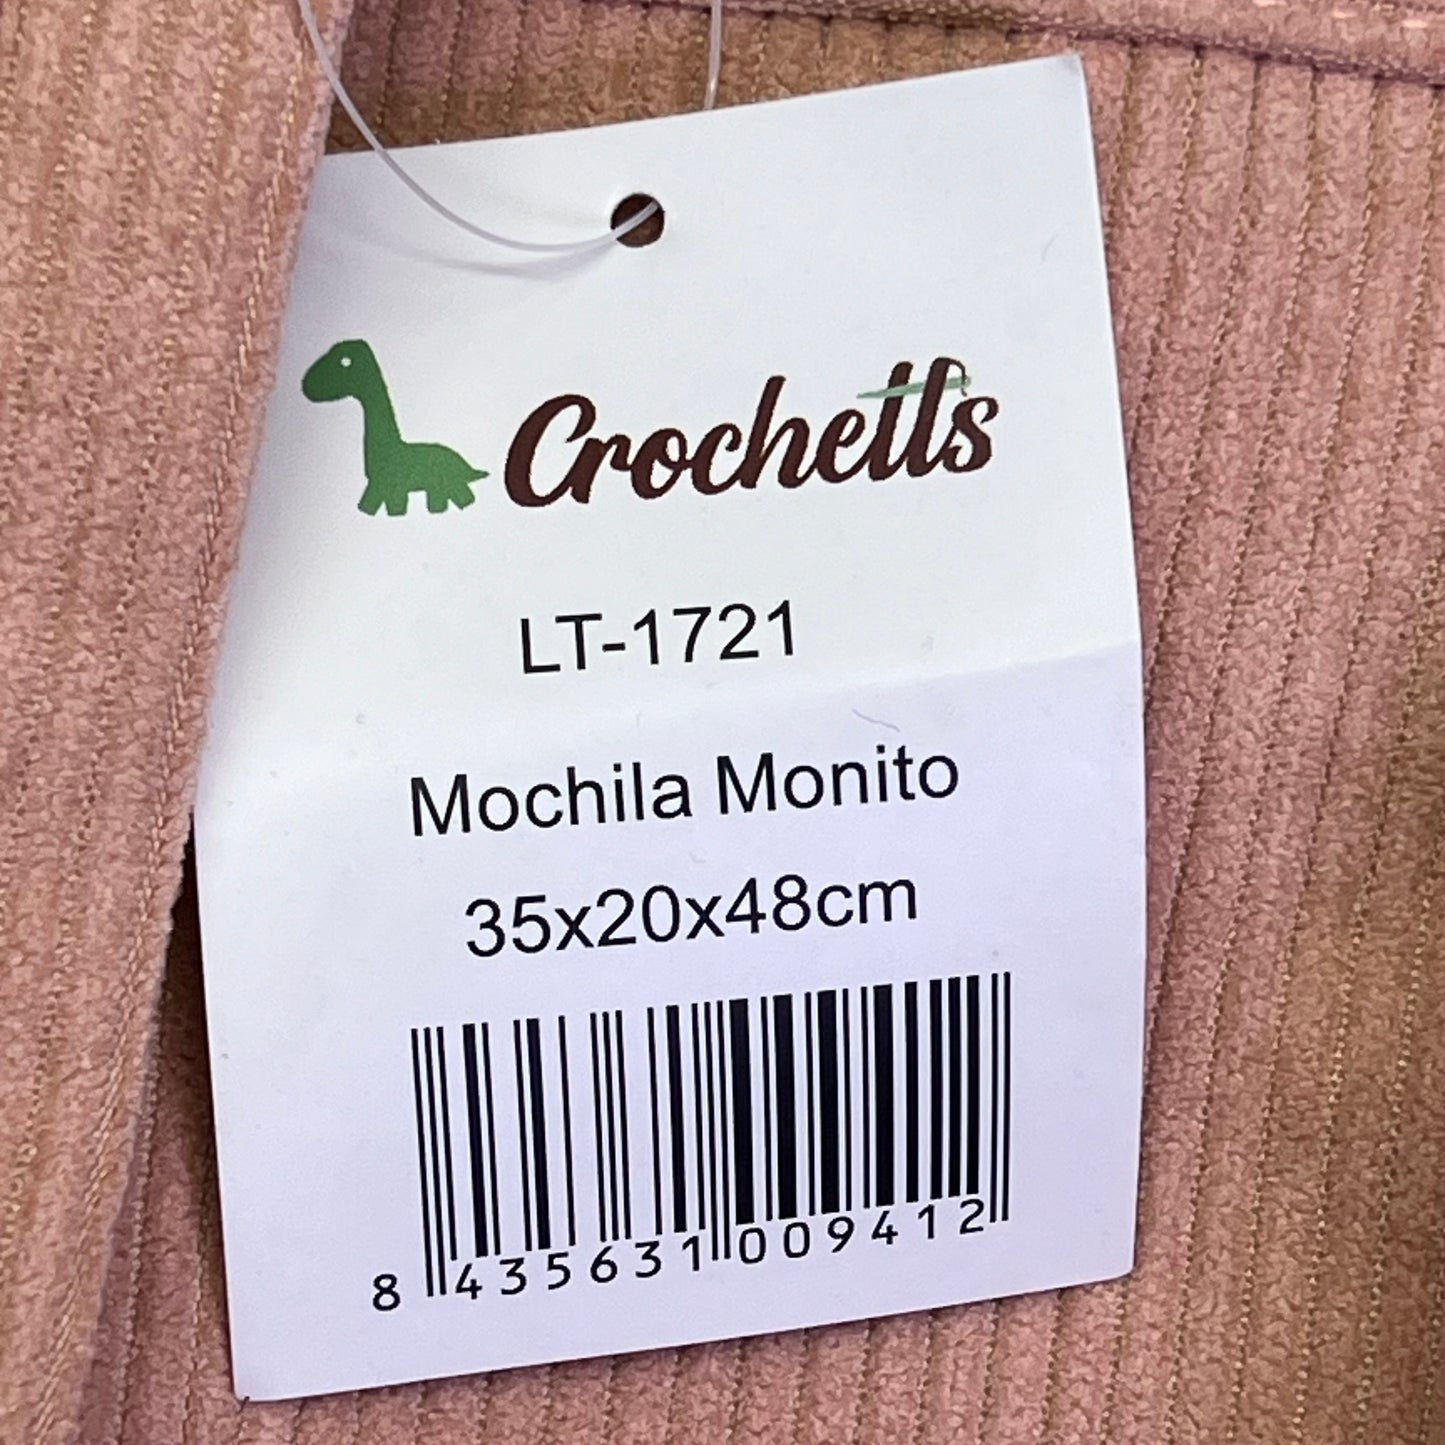 Crochetts
LT-1721
Mochila Monito
35x20x48cm
8 435631 009412